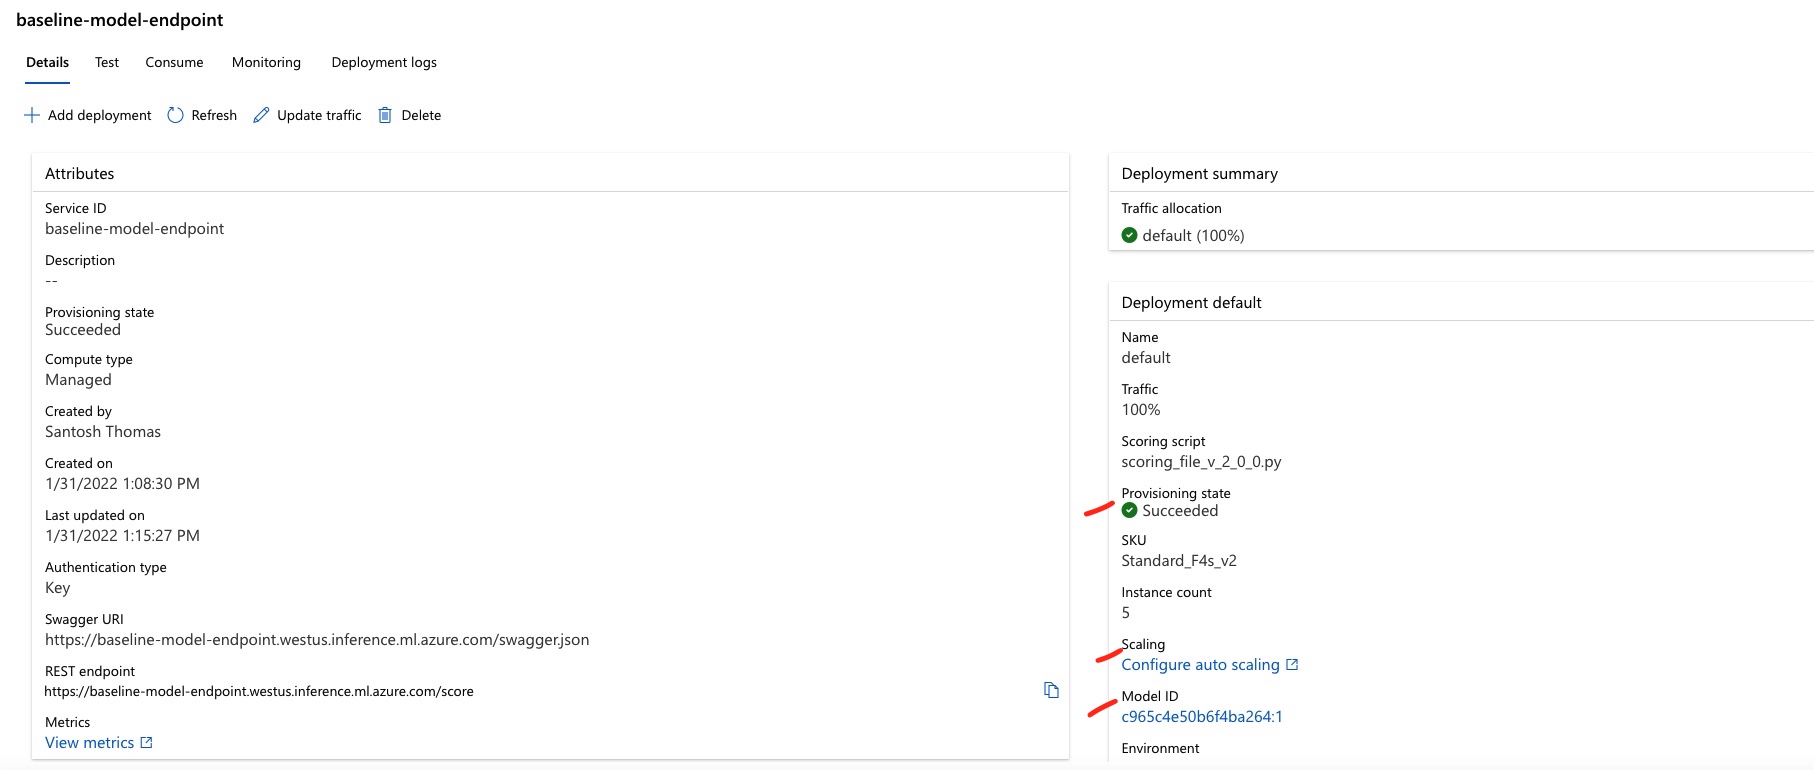 baseline-model-endpoint
Details Test Consume Monitoring Deployment logs
Add deployment Refresh Update traffic Delete
Attributes
Service ID
baseline-model-endpoint
Description
--
Provisioning state
Succeeded
Compute type
Managed
Created by
Santosh Thomas
Created on
1/31/2022 1:08:30 PM
Last updated on
1/31/2022 1:15:27 PM
Authentication type
Key
Swagger URI
https://baseline-model-endpoint.westus.inference.ml.azure.com/swagger.json
REST endpoint
https://baseline-model-endpoint.westus.inference.ml.azure.com/score
Metrics
View metrics
Deployment summary
Traffic allocation
default (100%)
Deployment default
Name
default
Traffic
100%
Scoring script
scoring_file_v_2_0_0.py
Provisioning state
Succeeded
SKU
Standard_F4s_v2
Instance count
5
Scaling
Configure auto scaling
Model ID
c965c4e50b6f4ba264:1
Environment